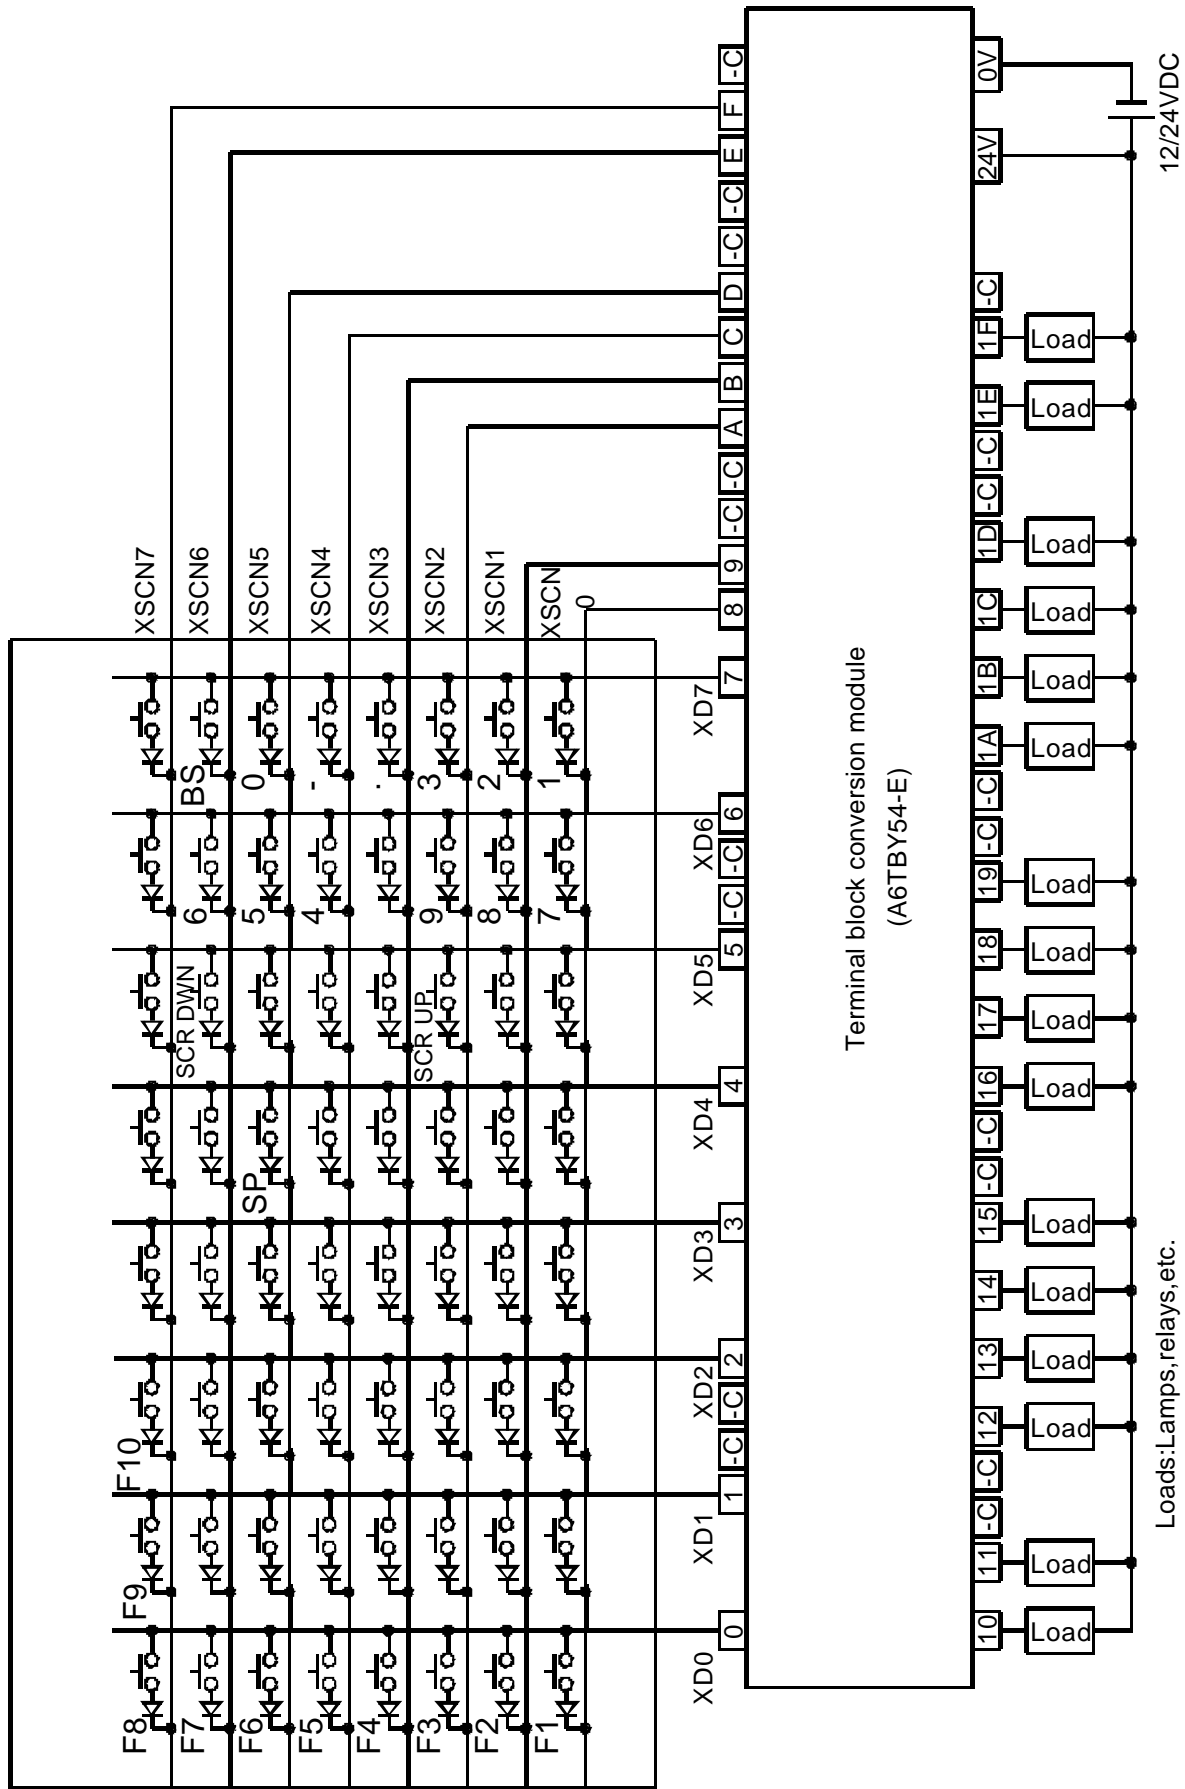 F8 F9 F10 XSCN7
F7 SCR DWN 6 BS XSCN6
F6 SP 5 0 XSCN5
F5 4 - XSCN4
F4 . XSCN3
F3 SCR UP 9 3 XSCN2
F2 8 2 XSCN1
F1 7 1 XSCN
0
XD0 XD1 XD2 XD3 XD4 XD5 XD6 XD7
0 1 -C -C 2 3 4 5 -C -C 6 7 8 9 -C -C A B C D -C -C E F -C
Terminal block conversion module
(A6TBY54-E)
10 11 -C -C 12 13 14 15 -C -C 16 17 18 19 -C -C 1A 1B 1C 1D -C -C 1E 1F -C 24V 0V
Load Load Load Load Load Load Load Load Load Load Load Load Load Load Load Load
Loads:Lamps,relays,etc. 12/24VDC